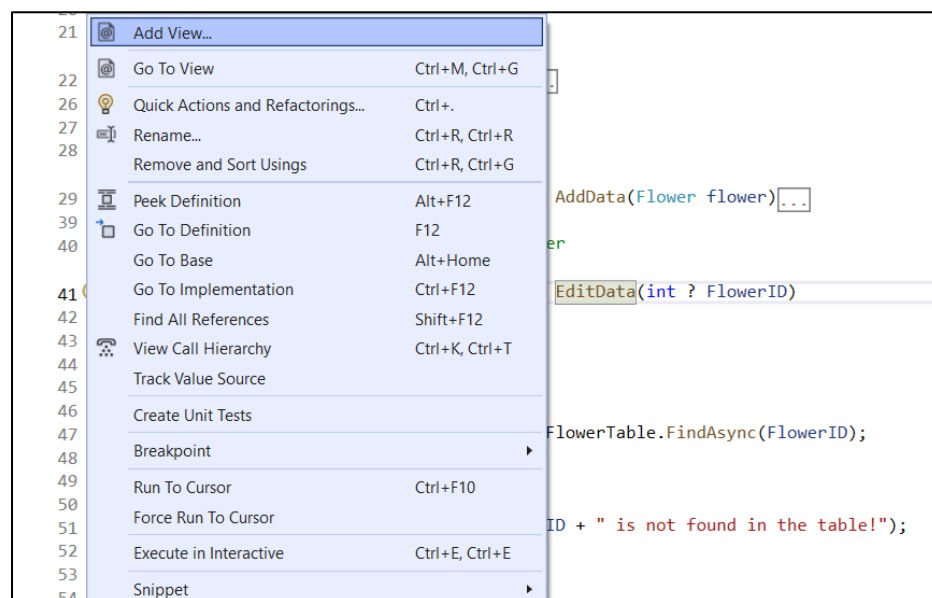 21 Add View...
Go To View Ctrl+M, Ctrl+G
22
26 Quick Actions and Refactorings... Ctrl+.
27 Rename... Ctrl+R, Ctrl+R
28
Remove and Sort Usings Ctrl+R, Ctrl+G
29 Peek Definition Alt+F12 AddData(Flower flower)...
39 Go To Definition F12
40 er
Go To Base Alt+Home
41 Go To Implementation Ctrl+F12 EditData(int ? FlowerID)
42 Find All References Shift+F12
43 View Call Hierarchy Ctrl+K, Ctrl+T
44
Track Value Source
45
46 Create Unit Tests
47 FlowerTable.FindAsync(FlowerID);
48 Breakpoint
49 Run To Cursor Ctrl+F10
50
Force Run To Cursor
51 ID + " is not found in the table!");
52 Execute in Interactive Ctrl+E, Ctrl+E
53
Snippet
54